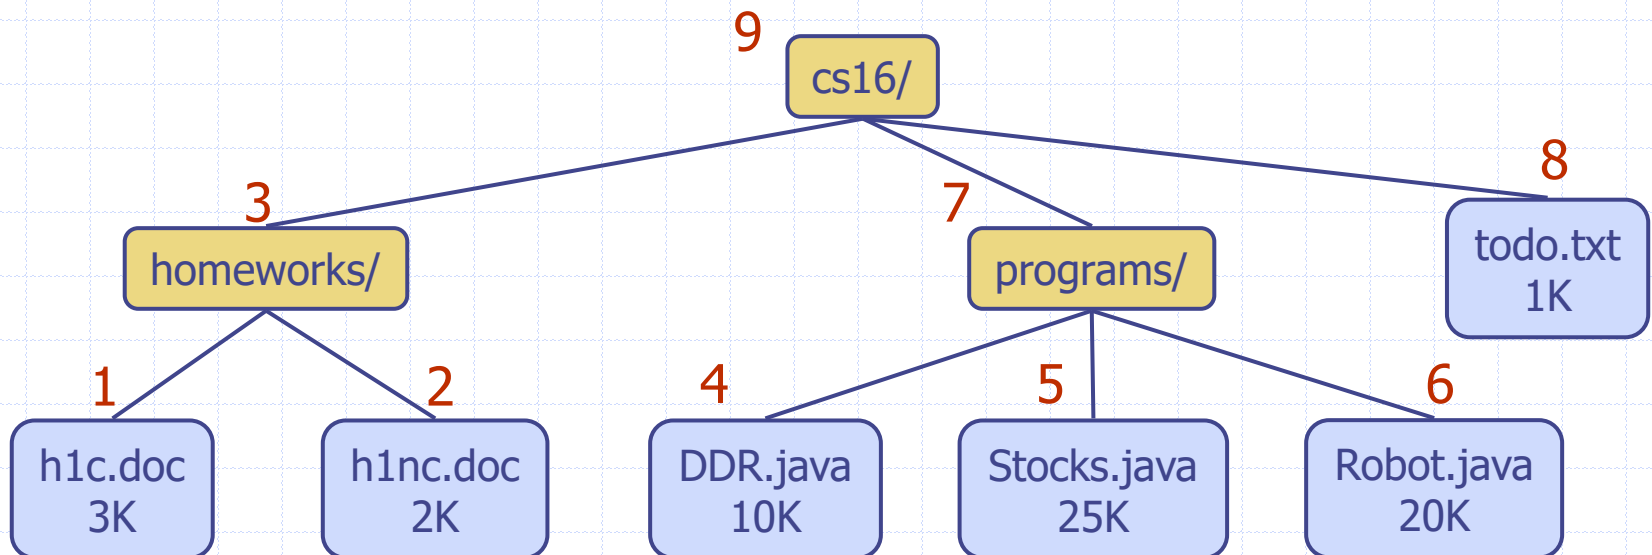 9
cs16/
8
3
7
homeworks/
programs/
todo.txt
1K
1
2
4
5
6
h1c.doc
3K
h1nc.doc
2K
DDR.java
10K
Stocks.java
25K
Robot.java
20K